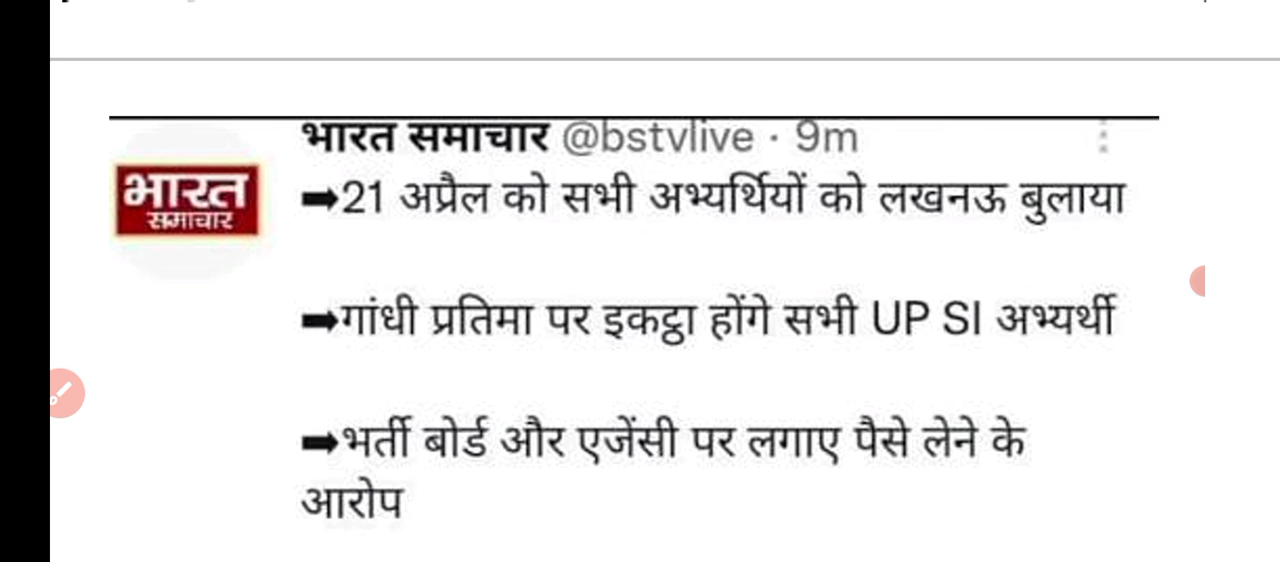 भारत समाचार @bstvlive · 9m
भारत
समाचार
➡21 अप्रैल को सभी अभ्यर्थियों को लखनऊ बुलाया
➡गांधी प्रतिमा पर इकट्ठा होंगे सभी UP SI अभ्यर्थी
➡भर्ती बोर्ड और एजेंसी पर लगाए पैसे लेने के
आरोप